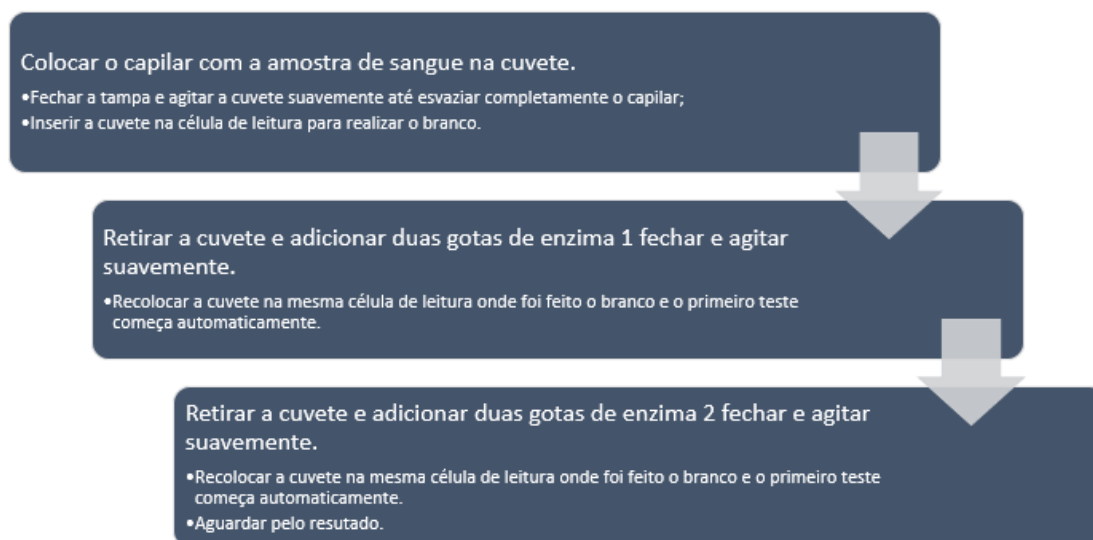 Colocar o capilar com a amostra de sangue na cuvete.
•Fechar a tampa e agitar a cuvete suavemente até esvaziar completamente o capilar;
•Inserir a cuvete na célula de leitura para realizar o branco.
Retirar a cuvete e adicionar duas gotas de enzima 1 fechar e agitar
suavemente.
•Recolocar a cuvete na mesma célula de leitura onde foi feito o branco e o primeiro teste
começa automaticamente.
Retirar a cuvete e adicionar duas gotas de enzima 2 fechar e agitar
suavemente.
•Recolocar a cuvete na mesma célula de leitura onde foi feito o branco e o primeiro teste
começa automaticamente.
•Aguardar pelo resutado.